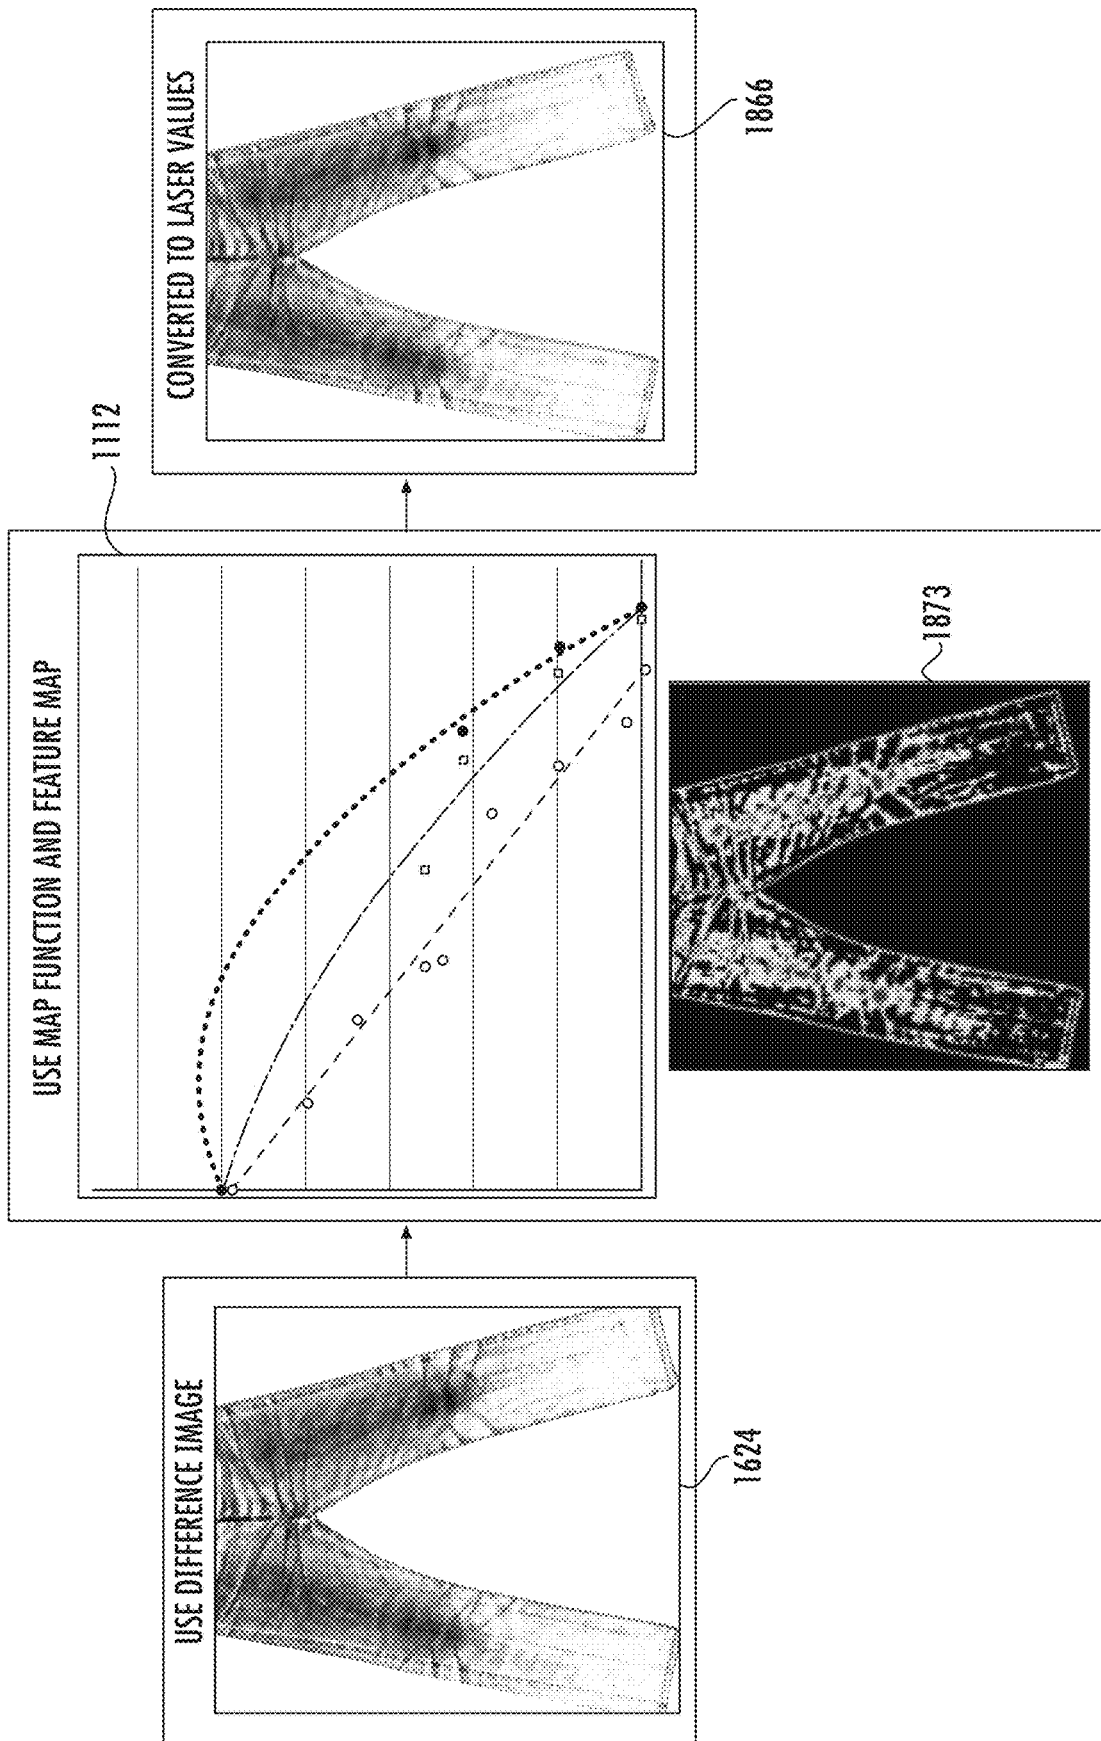 USE DIFFERENCE IMAGE
1624
USE MAP FUNCTION AND FEATURE MAP
1112
1873
CONVERTED TO LASER VALUES
1866